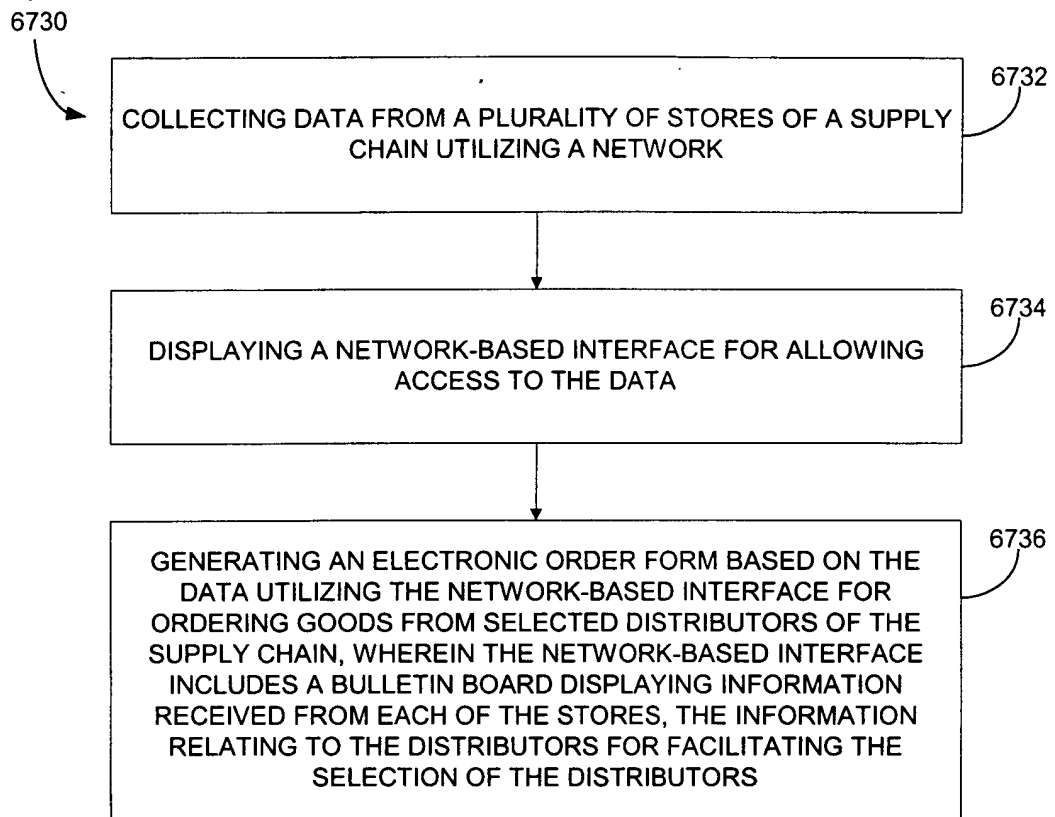 6730
6732
COLLECTING DATA FROM A PLURALITY OF STORES OF A SUPPLY
CHAIN UTILIZING A NETWORK
6734
DISPLAYING A NETWORK-BASED INTERFACE FOR ALLOWING
ACCESS TO THE DATA
6736
GENERATING AN ELECTRONIC ORDER FORM BASED ON THE
DATA UTILIZING THE NETWORK-BASED INTERFACE FOR
ORDERING GOODS FROM SELECTED DISTRIBUTORS OF THE
SUPPLY CHAIN, WHEREIN THE NETWORK-BASED INTERFACE
INCLUDES A BULLETIN BOARD DISPLAYING INFORMATION
RECEIVED FROM EACH OF THE STORES, THE INFORMATION
RELATING TO THE DISTRIBUTORS FOR FACILITATING THE
SELECTION OF THE DISTRIBUTORS